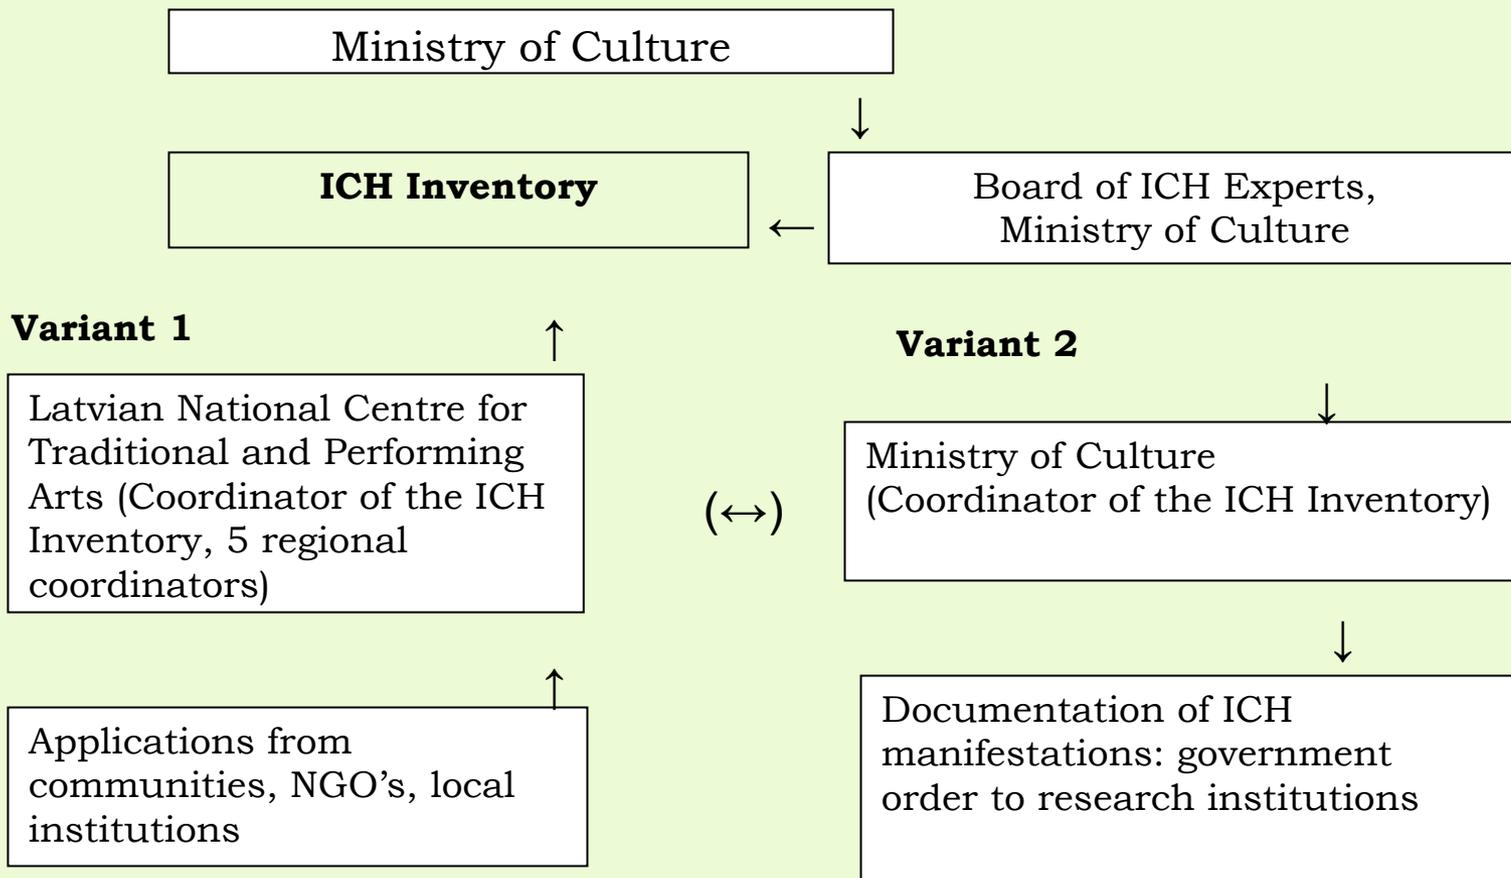 Ministry of Culture
↓
ICH Inventory
←
Board of ICH Experts,
Ministry of Culture
Variant 1
↑
Latvian National Centre for
Traditional and Performing
Arts (Coordinator of the ICH
Inventory, 5 regional
coordinators)
↑
Applications from
communities, NGO’s, local
institutions
(↔)
Variant 2
↓
Ministry of Culture
(Coordinator of the ICH Inventory)
↓
Documentation of ICH
manifestations: government
order to research institutions